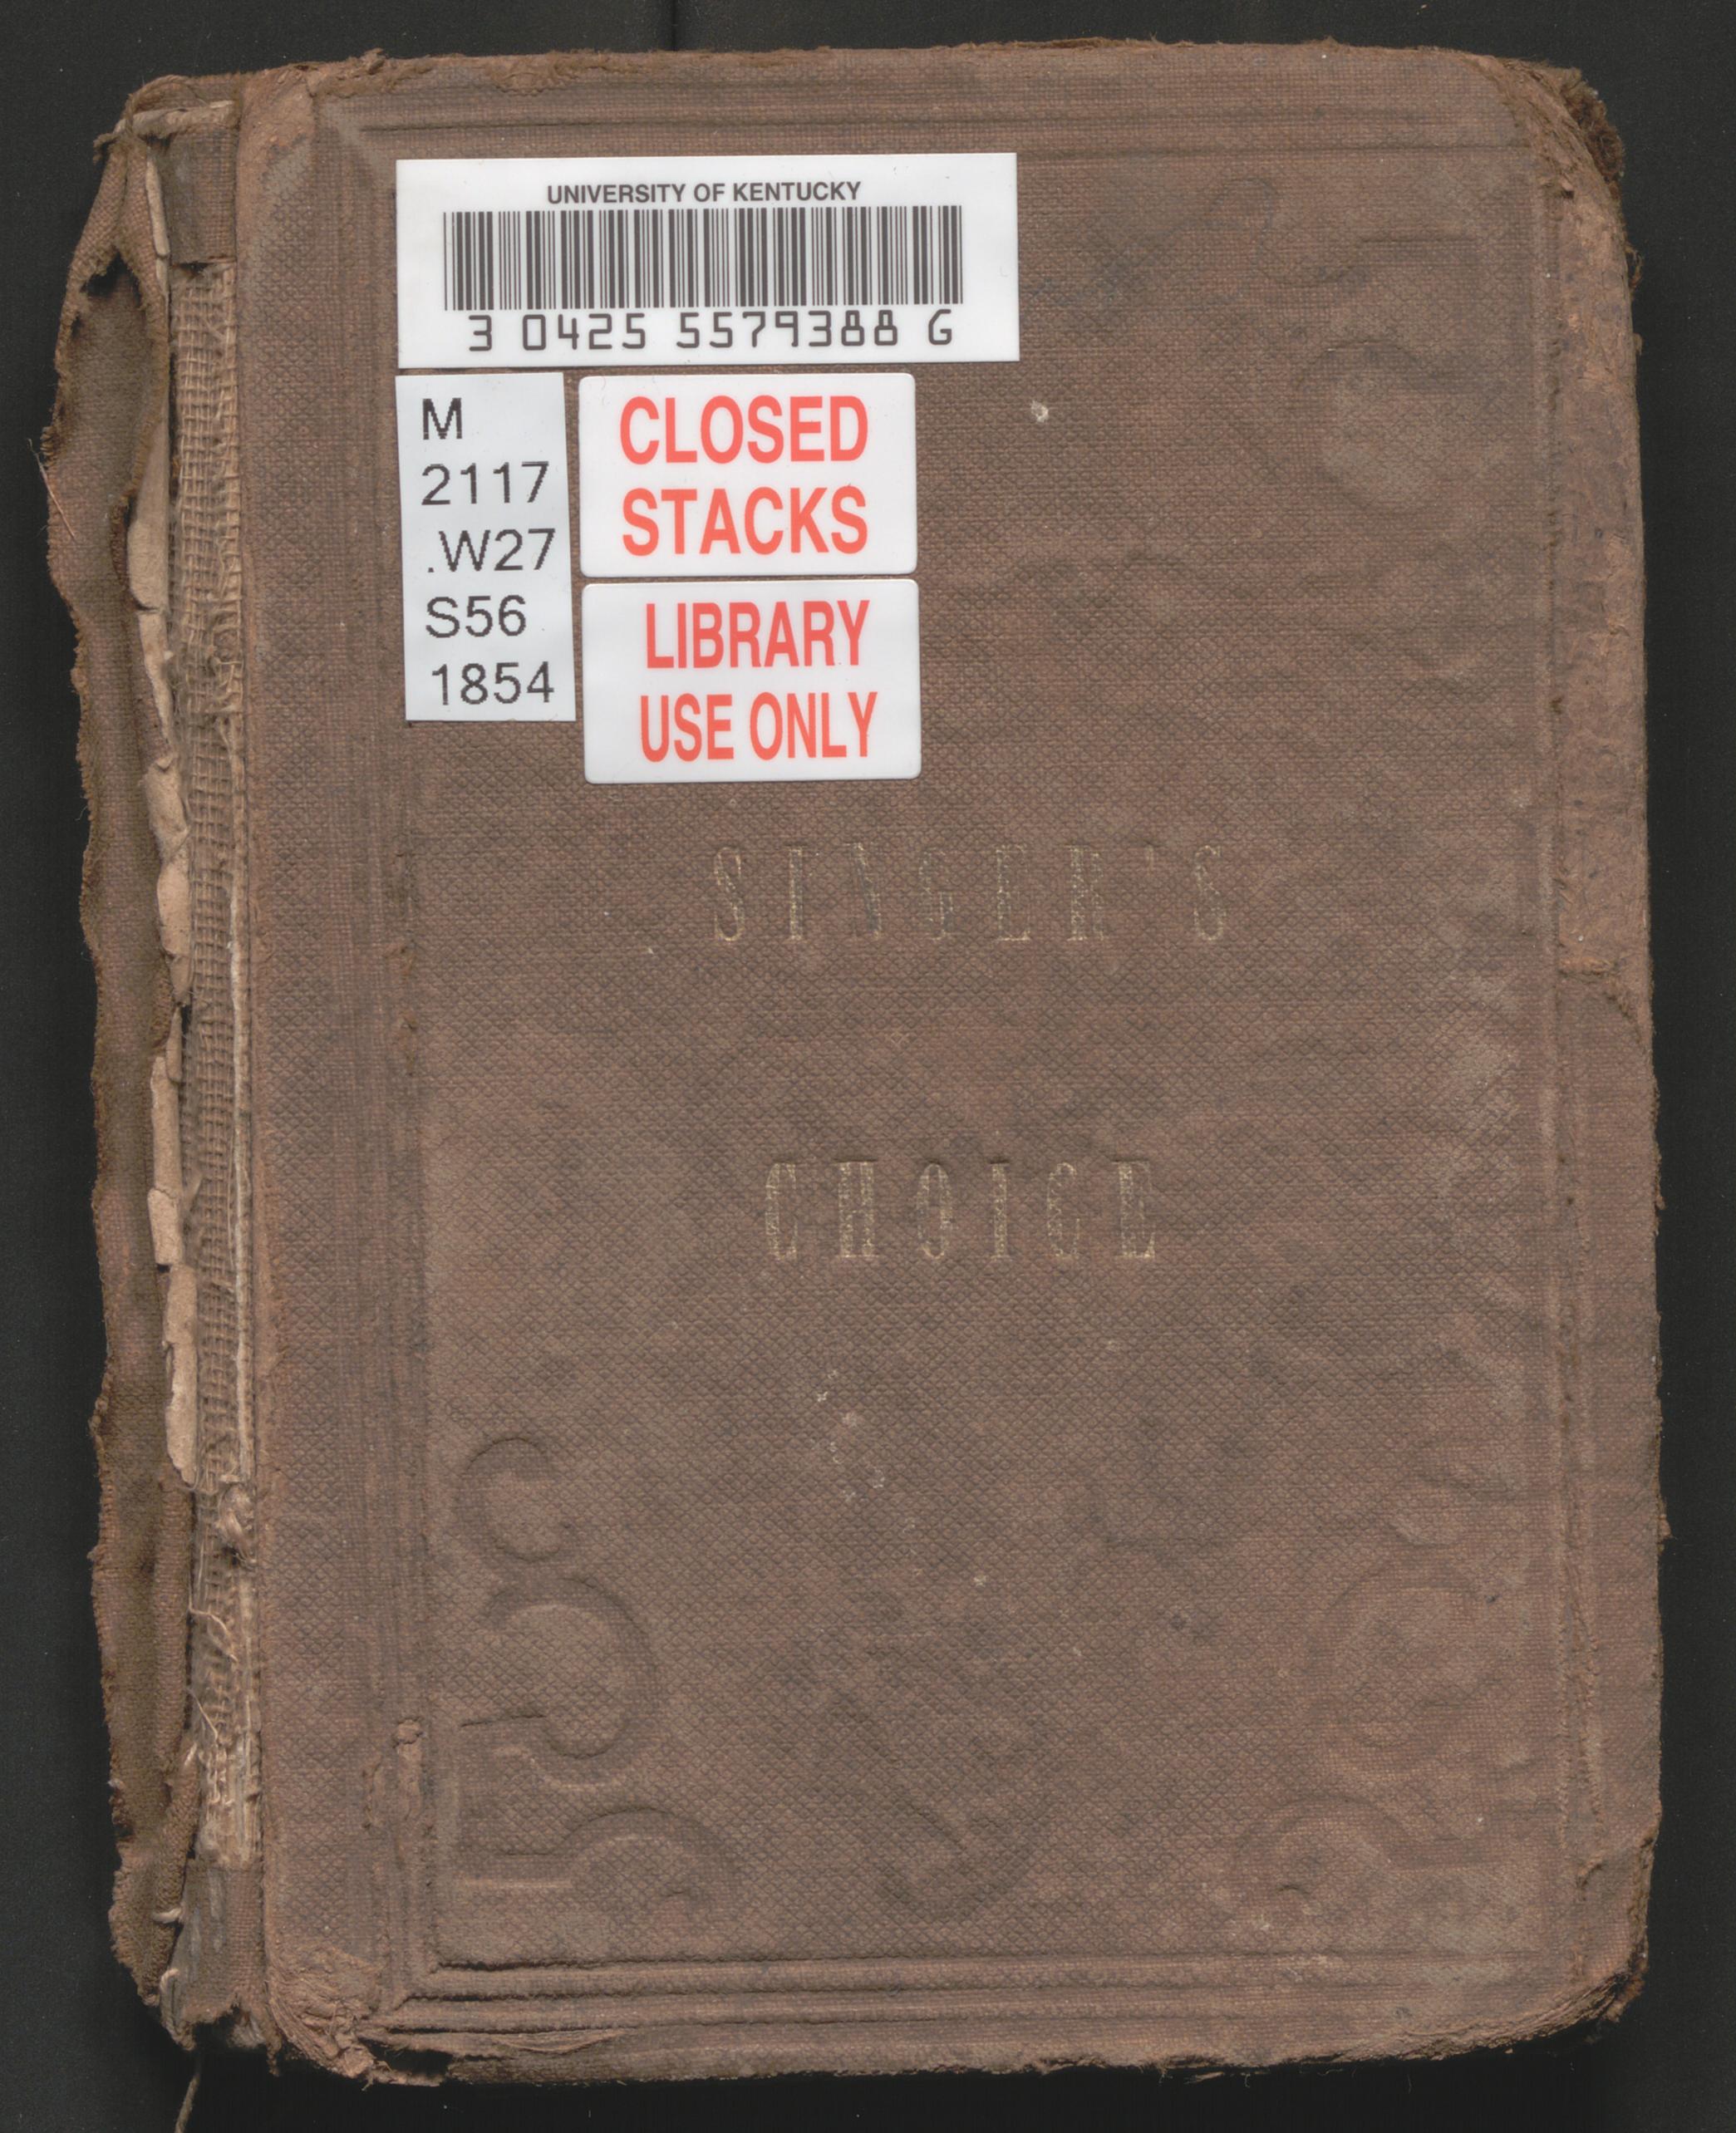 UNIVERSITY OF KENTUCKY
3 0425 5579388 G
M
2117
.W27
S56
1854
CLOSED
STACKS
LIBRARY
USE ONLY
SINGER'S
CHOICE